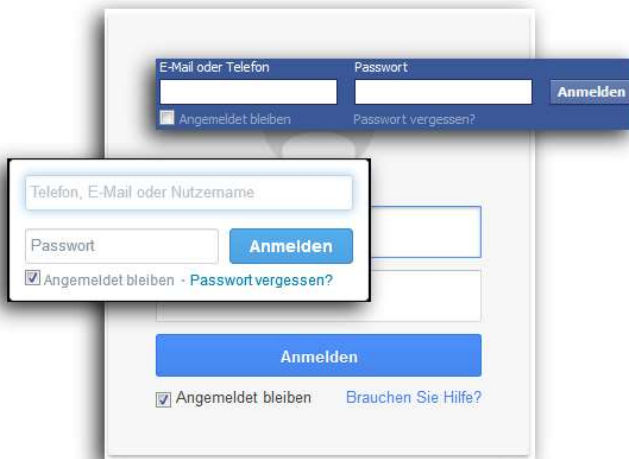 E-Mail oder Telefon Passwort
Anmelden
Angemeldet bleiben Passwort vergessen?
Telefon, E-Mail oder Nutzername
Passwort Anmelden
Angemeldet bleiben · Passwort vergessen?
Anmelden
Angemeldet bleiben Brauchen Sie Hilfe?